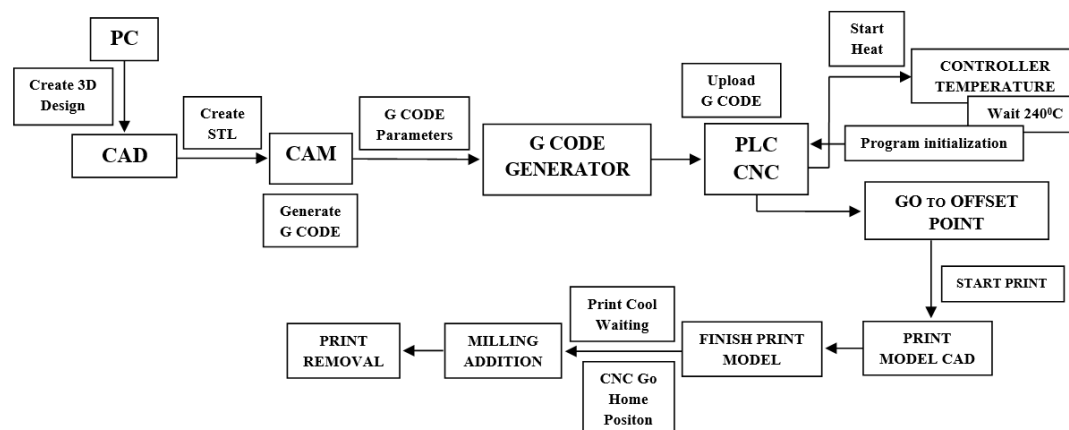 PC
Create 3D
Design
CAD
Create
STL
CAM
Generate
G CODE
G CODE
Parameters
G CODE
GENERATOR
Upload
G CODE
PLC
CNC
Start
Heat
CONTROLLER
TEMPERATURE
Wait 240⁰C
Program initialization
GO TO OFFSET
POINT
START PRINT
PRINT
MODEL CAD
FINISH PRINT
MODEL
Print Cool
Waiting
CNC Go
Home
Positon
MILLING
ADDITION
PRINT
REMOVAL